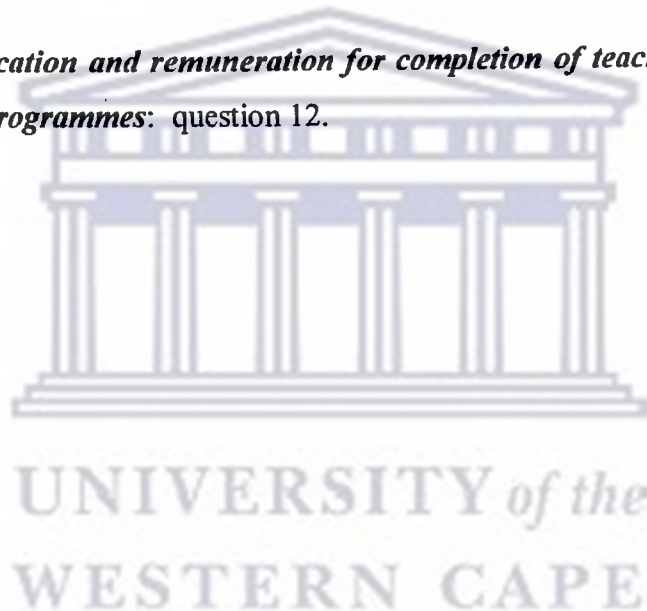 cation and remuneration for completion of teac
rogrammes: question 12.
UNIVERSITY of the
WESTERN CAPE